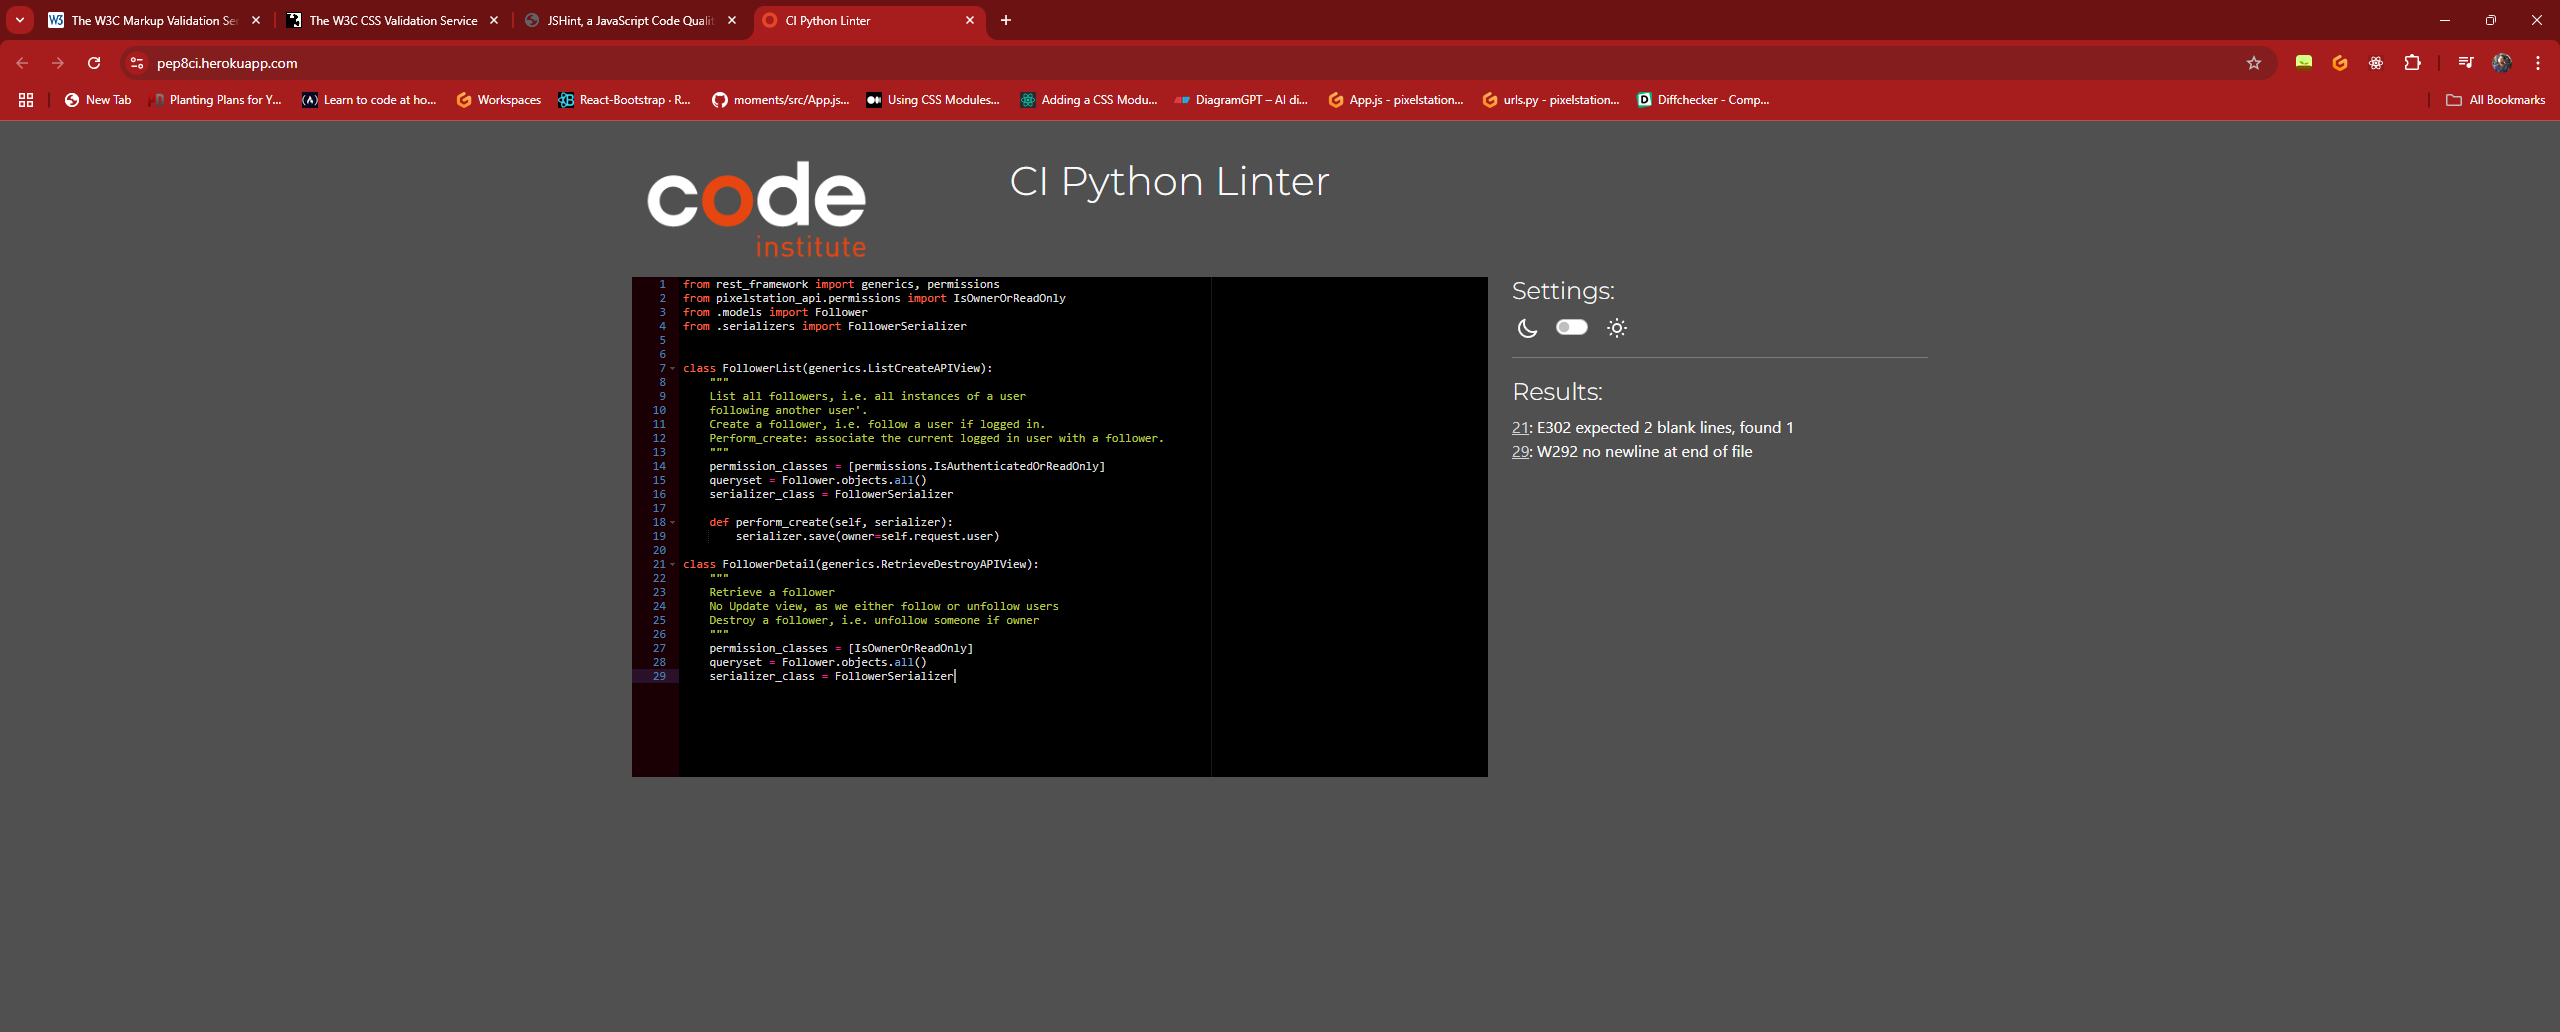 The W3C Markup Validation Se
The W3C CSS Validation Service
JSHint, a JavaScript Code Qualit
CI Python Linter
pep8ci.herokuapp.com
New Tab
Planting Plans for Y...
Learn to code at ho...
Workspaces
React-Bootstrap · R...
moments/src/App.js...
Using CSS Modules...
Adding a CSS Modu...
DiagramGPT – AI di...
App.js - pixelstation...
urls.py - pixelstation...
Diffchecker - Comp...
All Bookmarks
code
institute
CI Python Linter
1 from rest_framework import generics, permissions
2 from pixelstation_api.permissions import IsOwnerOrReadOnly
3 from .models import Follower
4 from .serializers import FollowerSerializer
5
6
7 class FollowerList(generics.ListCreateAPIView):
8 """
9 List all followers, i.e. all instances of a user
10 following another user'.
11 Create a follower, i.e. follow a user if logged in.
12 Perform_create: associate the current logged in user with a follower.
13 """
14 permission_classes = [permissions.IsAuthenticatedOrReadOnly]
15 queryset = Follower.objects.all()
16 serializer_class = FollowerSerializer
17
18 def perform_create(self, serializer):
19 serializer.save(owner=self.request.user)
20
21 class FollowerDetail(generics.RetrieveDestroyAPIView):
22 """
23 Retrieve a follower
24 No Update view, as we either follow or unfollow users
25 Destroy a follower, i.e. unfollow someone if owner
26 """
27 permission_classes = [IsOwnerOrReadOnly]
28 queryset = Follower.objects.all()
29 serializer_class = FollowerSerializer
Settings:
Results:
21: E302 expected 2 blank lines, found 1
29: W292 no newline at end of file